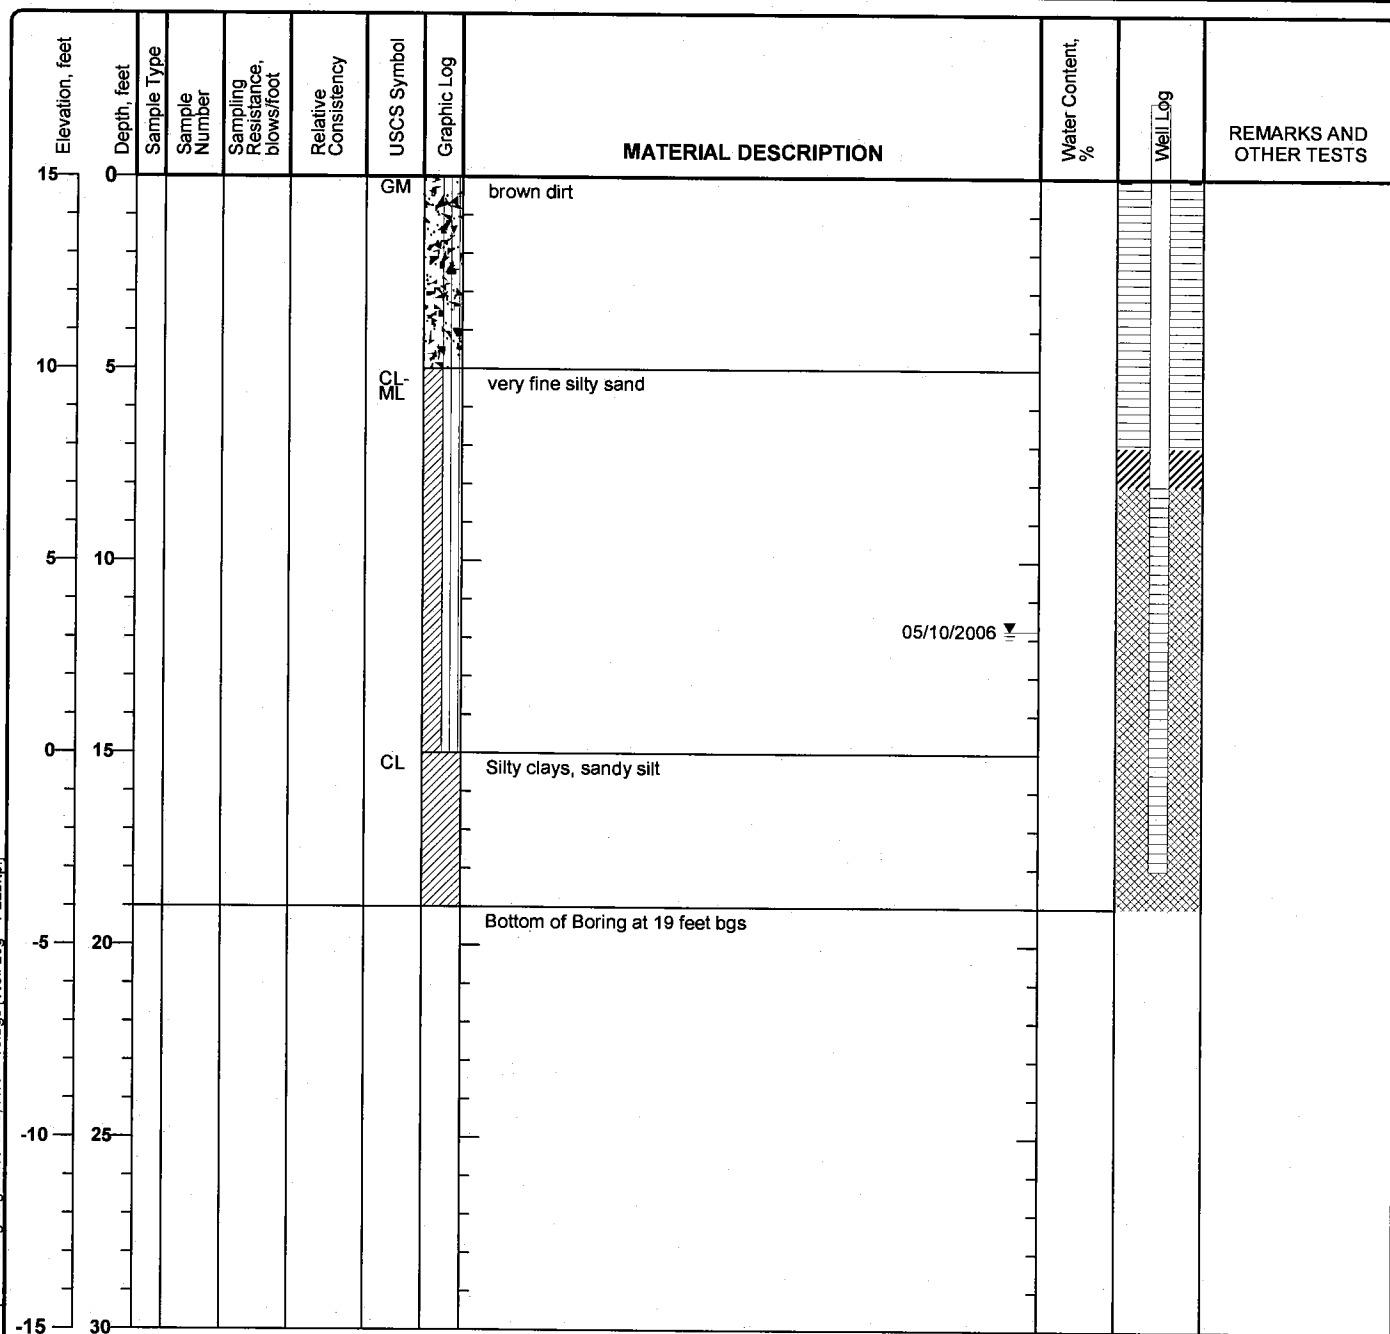 Elevation, feet
Depth, feet
Sample Type
Sample
Number
Sampling
Resistance,
blows/foot
Relative
Consistency
USCS Symbol
Graphic Log
MATERIAL DESCRIPTION
Water Content,
%
Well Log
REMARKS AND
OTHER TESTS
15
0
GM
brown dirt
10
5
CL-
ML
very fine silty sand
5
10
05/10/2006
0
15
CL
Silty clays, sandy silt
Bottom of Boring at 19 feet bgs
-5
20
-10
25
-15
30